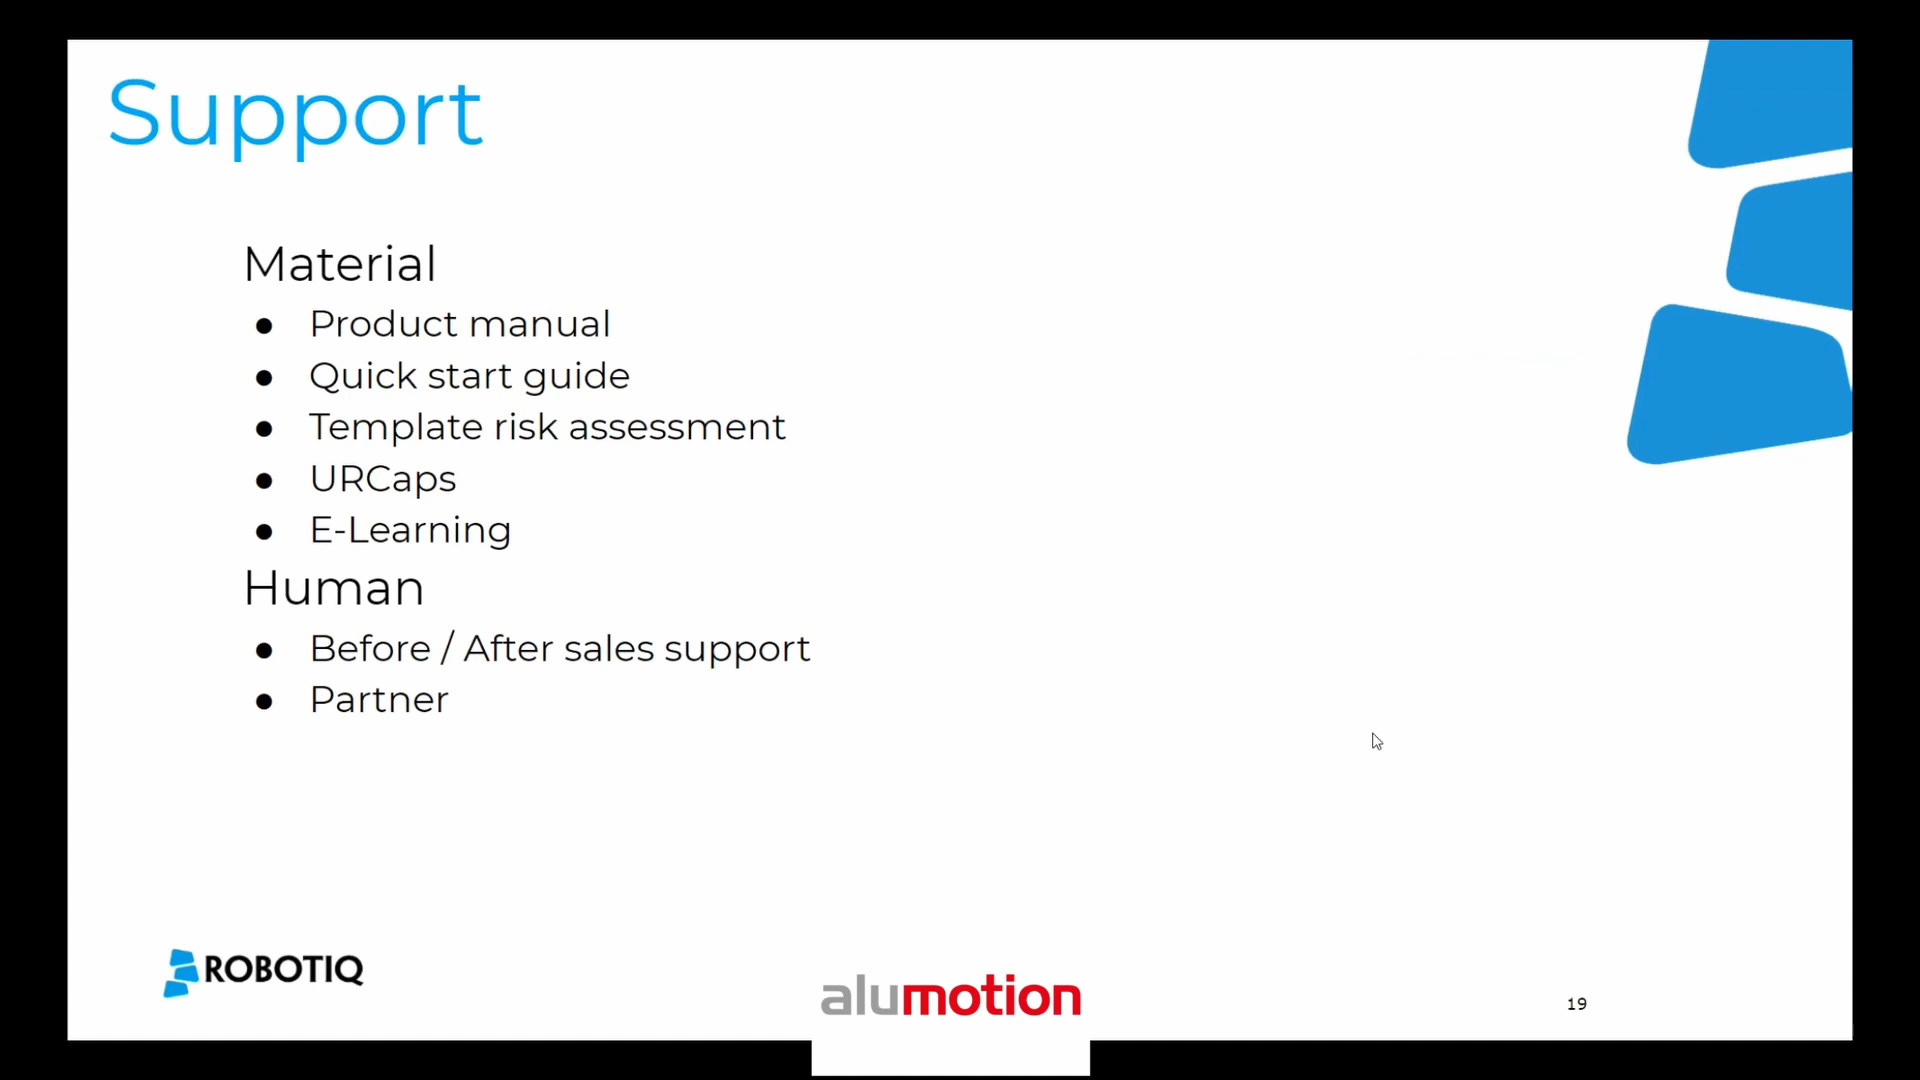 Support
Material
● Product manual
● Quick start guide
● Template risk assessment
● URCaps
● E-Learning
Human
● Before / After sales support
● Partner
ROBOTIQ
alumotion
19